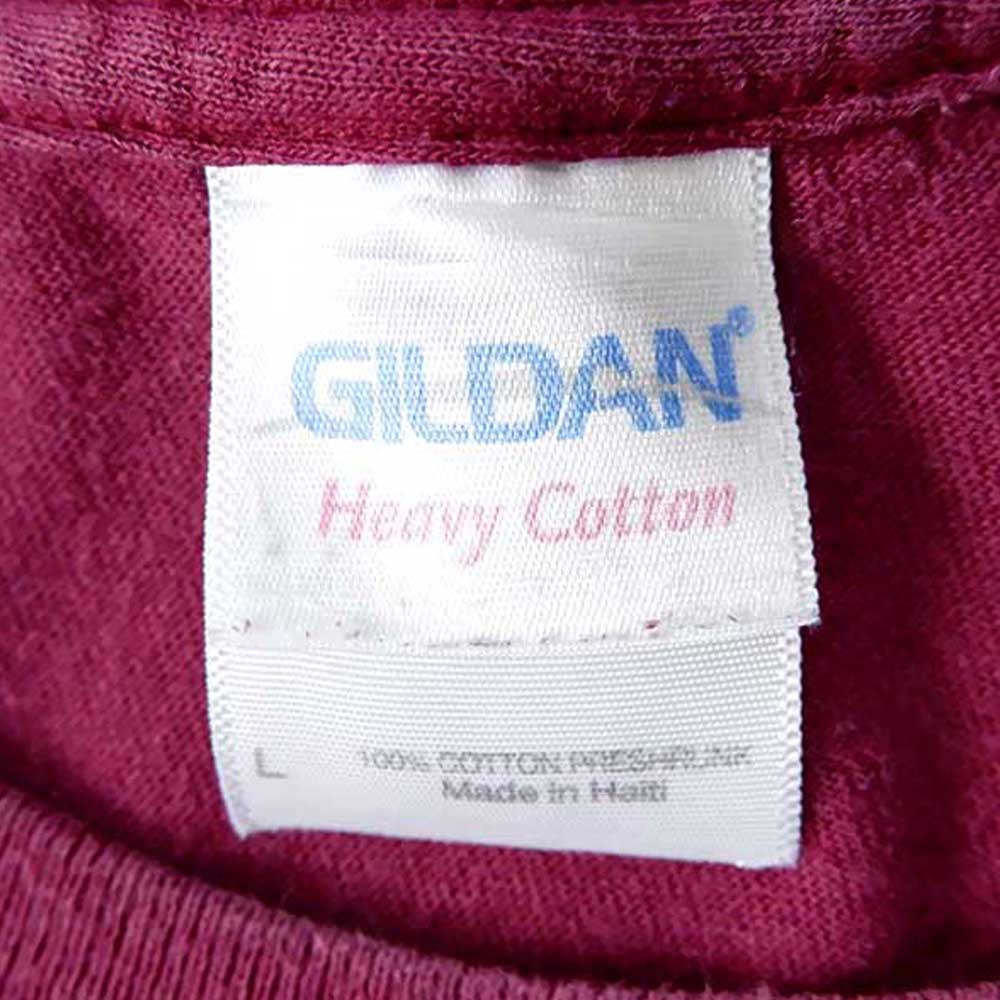 GILDAN®
Heavy Cotton
L 100% COTTON PRESHRUNK
Made in Haiti